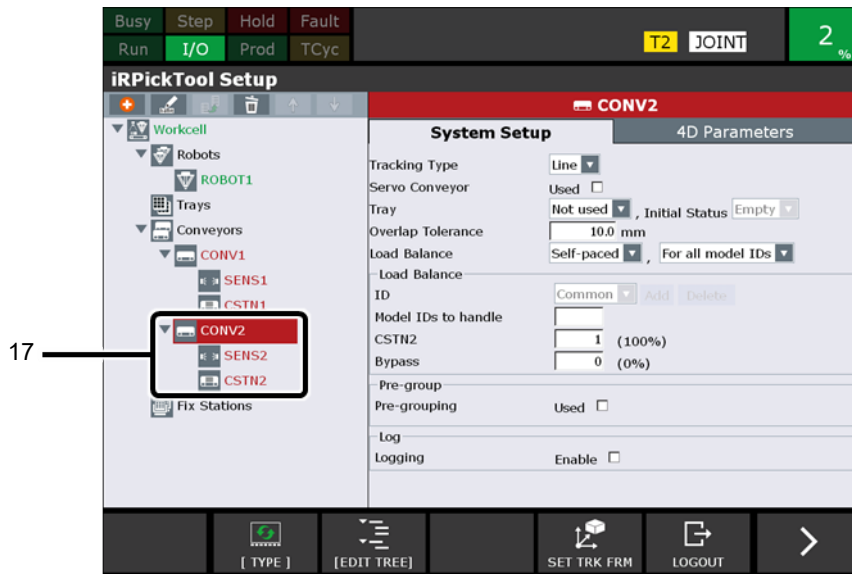 Busy Step Hold Fault
Run I/O Prod TCyc
T2 JOINT
2 %
iRPickTool Setup
CONV2
Workcell
Robots
ROBOT1
Trays
Conveyors
CONV1
SENS1
CSTN1
CONV2
SENS2
CSTN2
Fix Stations
17
System Setup 4D Parameters
Tracking Type Line
Servo Conveyor Used
Tray Not used , Initial Status Empty
Overlap Tolerance 10.0 mm
Load Balance Self-paced , For all model IDs
Load Balance
ID Common Add Delete
Model IDs to handle
CSTN2 1 (100%)
Bypass 0 (0%)
Pre-group
Pre-grouping Used
Log
Logging Enable
[ TYPE ] [EDIT TREE] SET TRK FRM LOGOUT >